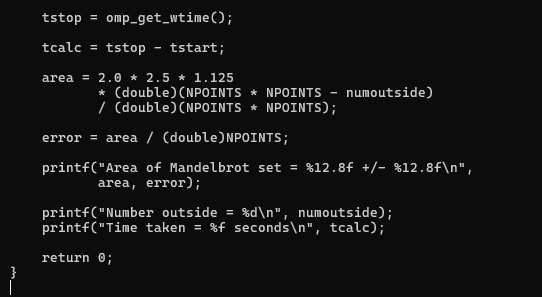 tstop = omp_get_wtime();
tcalc = tstop - tstart;
area = 2.0 * 2.5 * 1.125
* (double)(NPOINTS * NPOINTS - numoutside)
/ (double)(NPOINTS * NPOINTS);
error = area / (double)NPOINTS;
printf("Area of Mandelbrot set = %12.8f +/- %12.8f\n",
area, error);
printf("Number outside = %d\n", numoutside);
printf("Time taken = %f seconds\n", tcalc);
return 0;
}